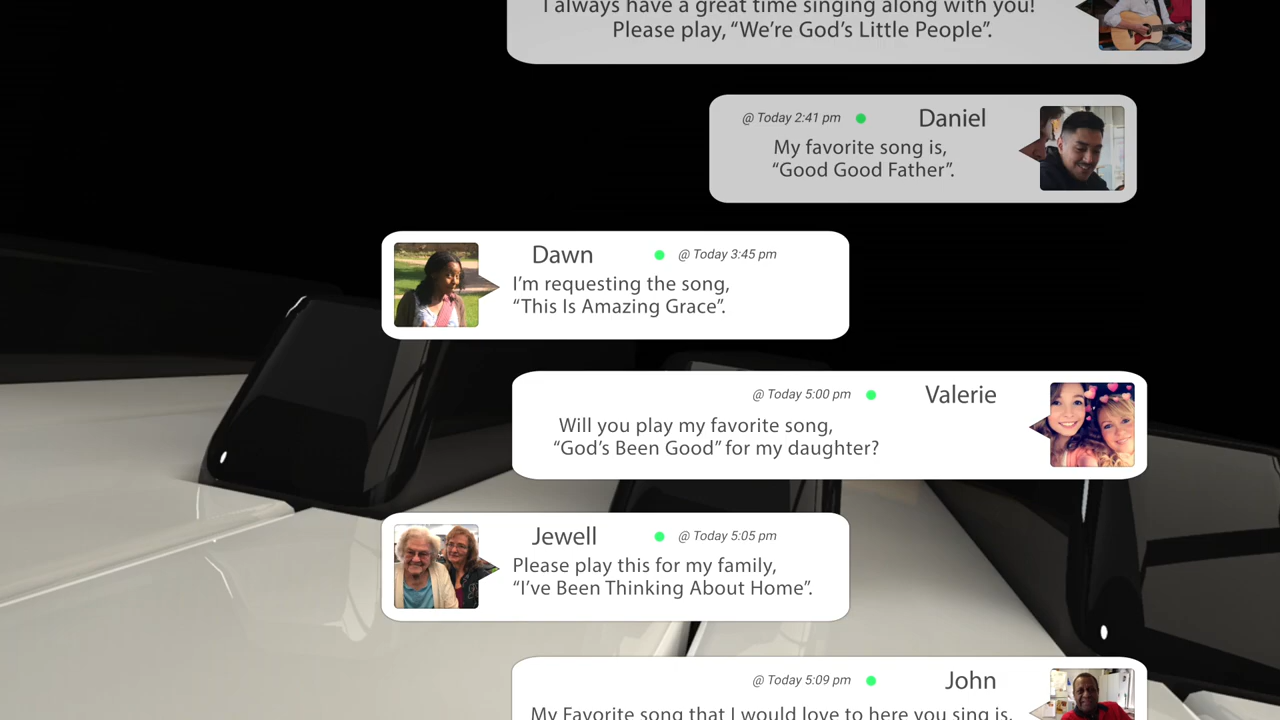 I always have a great time singing along with you!
Please play, “We’re God’s Little People”.
@ Today 2:41 pm Daniel
My favorite song is,
“Good Good Father”.
Dawn @ Today 3:45 pm
I’m requesting the song,
“This Is Amazing Grace”.
@ Today 5:00 pm Valerie
Will you play my favorite song,
“God’s Been Good” for my daughter?
Jewell @ Today 5:05 pm
Please play this for my family,
“I’ve Been Thinking About Home”.
@ Today 5:09 pm John
My Favorite song that I would love to here you sing is,